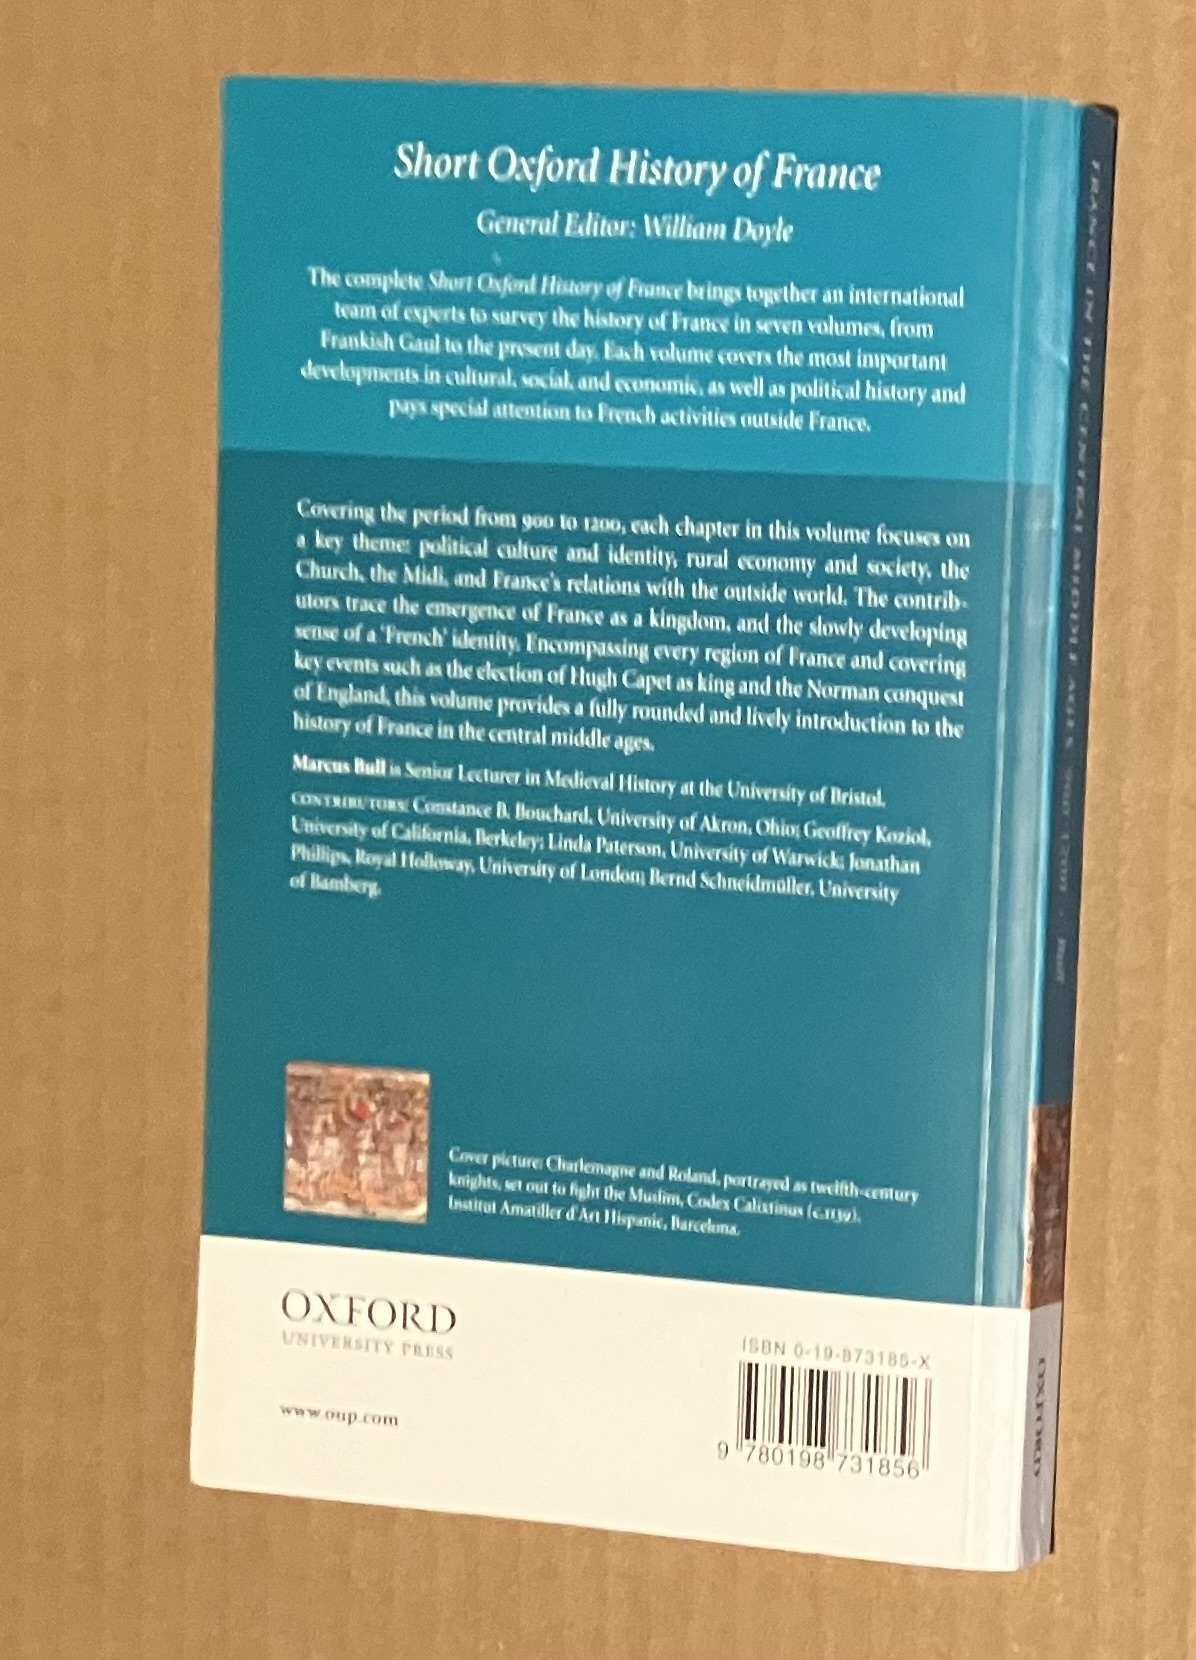 Short Oxford History of France
General Editor: William Doyle
The complete Short Oxford History of France brings together an international
team of experts to survey the history of France in seven volumes, from
Frankish Gaul to the present day. Each volume covers the most important
developments in cultural, social, and economic, as well as political history and
pays special attention to French activities outside France.
Covering the period from 900 to 1200, each chapter in this volume focuses on
a key theme: political culture and identity, rural economy and society, the
Church, the Midi, and France's relations with the outside world. The contrib-
utors trace the emergence of France as a kingdom, and the slowly developing
sense of a 'French' identity. Encompassing every region of France and covering
key events such as the election of Hugh Capet as king and the Norman conquest
of England, this volume provides a fully rounded and lively introduction to the
history of France in the central middle ages.
Marcus Bull is Senior Lecturer in Medieval History at the University of Bristol.
CONTRIBUTORS: Constance B. Bouchard, University of Akron, Ohio; Geoffrey Koziol,
University of California, Berkeley; Linda Paterson, University of Warwick; Jonathan
Phillips, Royal Holloway, University of London; Bernd Schneidmüller, University
of Bamberg.
Cover picture: Charlemagne and Roland, portrayed as twelfth-century
knights, set out to fight the Muslim, Codex Calixtinus (c.1139).
Institut Amatiller d'Art Hispanic, Barcelona.
OXFORD
UNIVERSITY PRESS
www.oup.com
ISBN 0-19-873185-X
9 780198 731856
FRANCE IN THE CENTRAL MIDDLE AGES 900–1200 · Bull
OXFORD